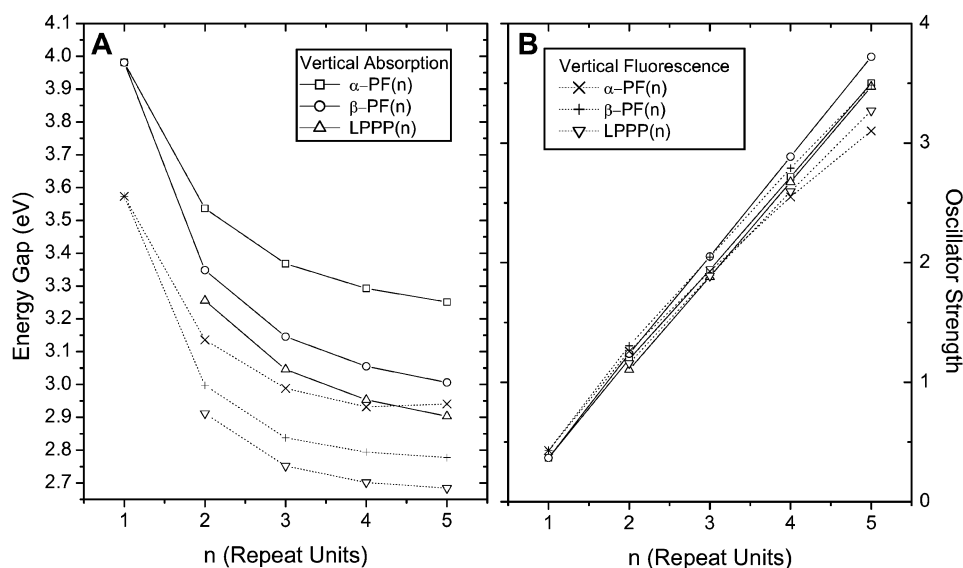 A
Vertical Absorption
α–PF(n)
β–PF(n)
LPPP(n)
4.1
4.0
3.9
3.8
3.7
3.6
3.5
3.4
3.3
3.2
3.1
3.0
2.9
2.8
2.7
Energy Gap (eV)
1 2 3 4 5
n (Repeat Units)
B
Vertical Fluorescence
α–PF(n)
β–PF(n)
LPPP(n)
4
3
2
1
0
Oscillator Strength
1 2 3 4 5
n (Repeat Units)